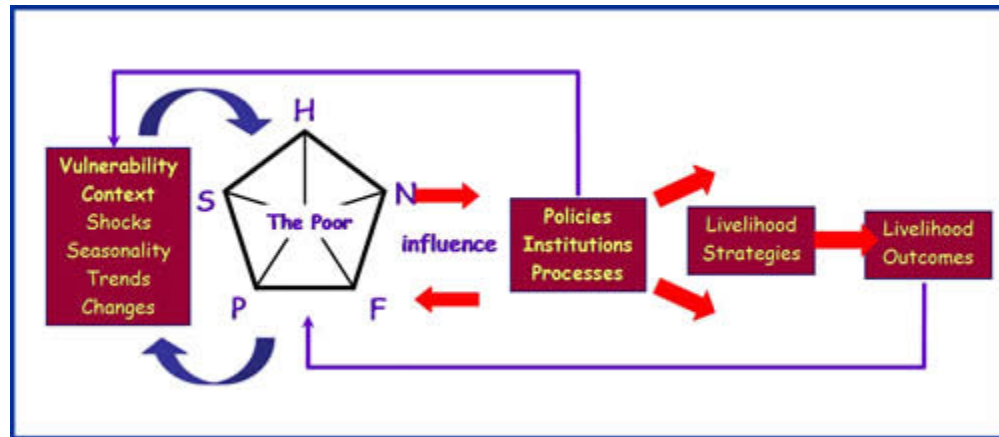 Vulnerability
Context
Shocks
Seasonality
Trends
Changes
H
S
N
The Poor
P
F
influence
Policies
Institutions
Processes
Livelihood
Strategies
Livelihood
Outcomes